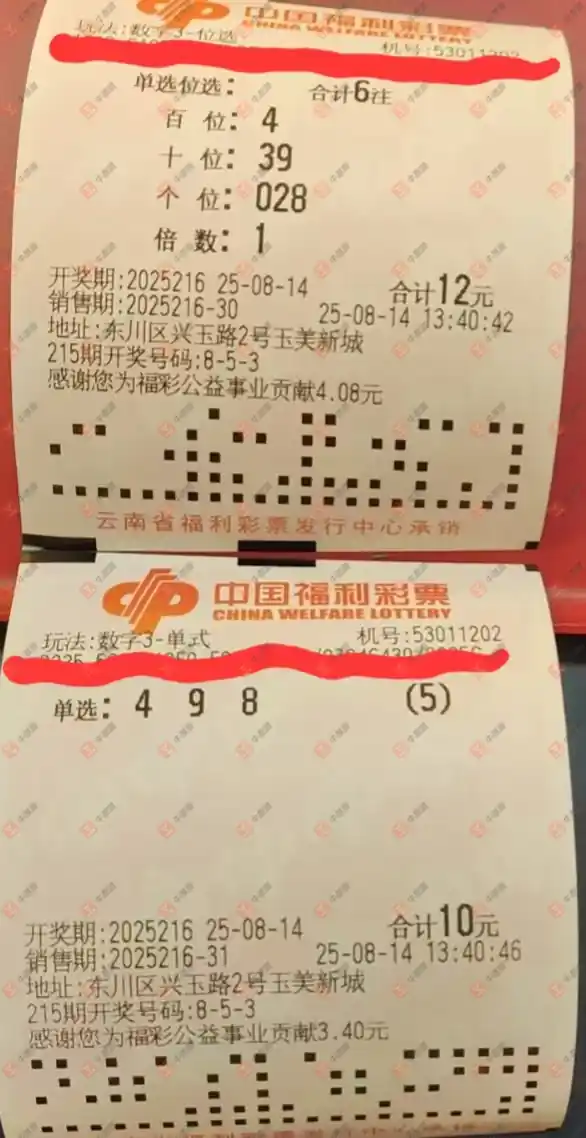 中国福利彩票
CHINA WELFARE LOTTERY
玩法:数字3-位选 机号:53011202
单选位选: 合计6注
百 位: 4
十 位: 39
个 位: 028
倍 数: 1
开奖期:2025216 25-08-14 合计12元
销售期:2025216-30 25-08-14 13:40:42
地址:东川区兴玉路2号玉美新城
215期开奖号码:8-5-3
感谢您为福彩公益事业贡献4.08元
云南省福利彩票发行中心承销
中国福利彩票
CHINA WELFARE LOTTERY
玩法:数字3-单式 机号:53011202
单选: 4 9 8 (5)
开奖期:2025216 25-08-14 合计10元
销售期:2025216-31 25-08-14 13:40:46
地址:东川区兴玉路2号玉美新城
215期开奖号码:8-5-3
感谢您为福彩公益事业贡献3.40元